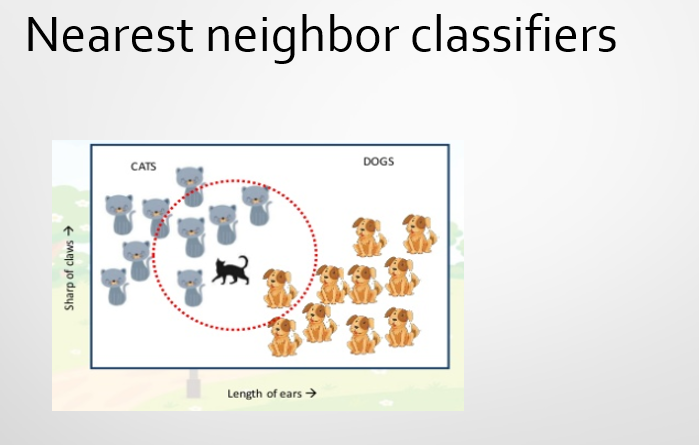 Nearest neighbor classifiers
CATS
DOGS
Sharp of claws →
Length of ears →